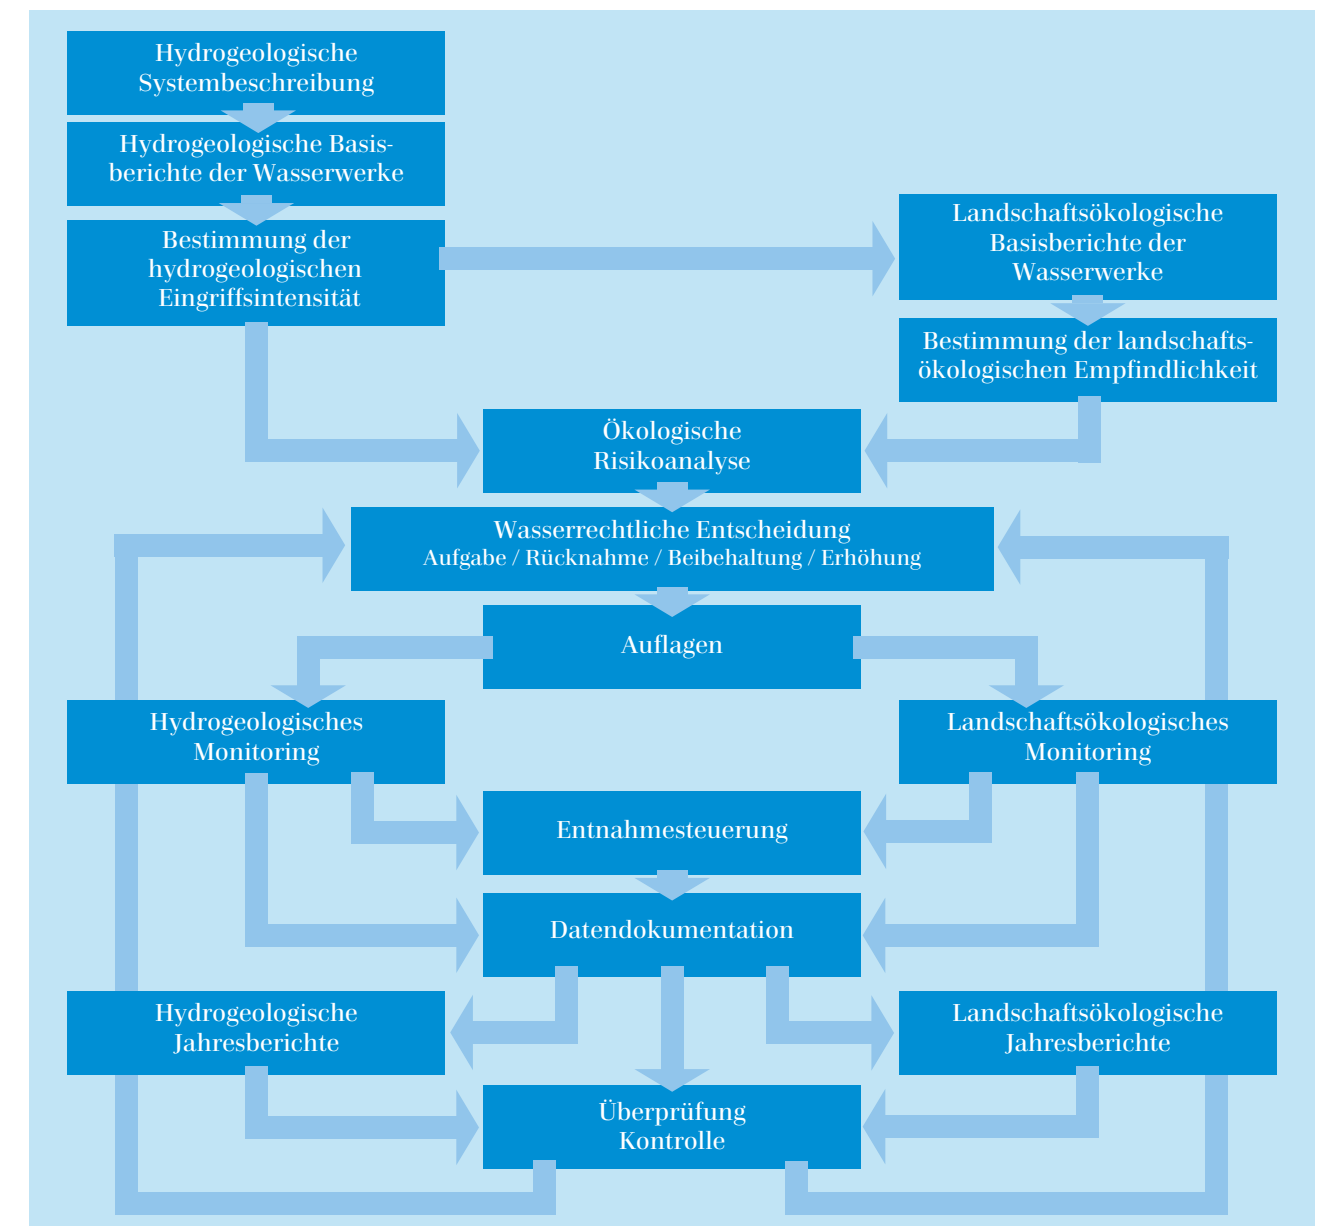 Hydrogeologische
Systembeschreibung
Hydrogeologische Basis-
berichte der Wasserwerke
Bestimmung der
hydrogeologischen
Eingriffsintensität
Landschaftsökologische
Basisberichte der
Wasserwerke
Bestimmung der landschafts-
ökologischen Empfindlichkeit
Ökologische
Risikoanalyse
Wasserrechtliche Entscheidung
Aufgabe / Rücknahme / Beibehaltung / Erhöhung
Auflagen
Hydrogeologisches
Monitoring
Landschaftsökologisches
Monitoring
Entnahmesteuerung
Datendokumentation
Hydrogeologische
Jahresberichte
Landschaftsökologische
Jahresberichte
Überprüfung
Kontrolle